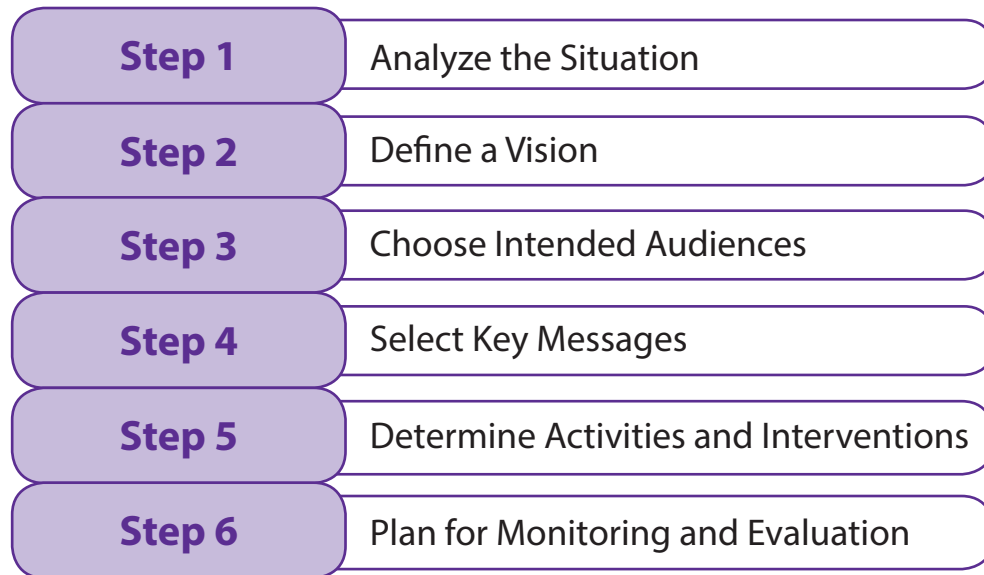 Step 1 Analyze the Situation
Step 2 Define a Vision
Step 3 Choose Intended Audiences
Step 4 Select Key Messages
Step 5 Determine Activities and Interventions
Step 6 Plan for Monitoring and Evaluation